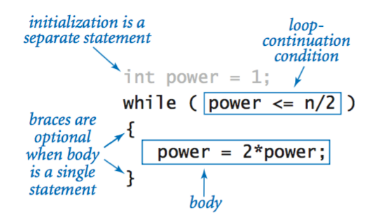 initialization is a
separate statement
loop-
continuation
condition
int power = 1;
while ( power <= n/2 )
braces are
optional
when body
is a single
statement
{
power = 2*power;
}
body